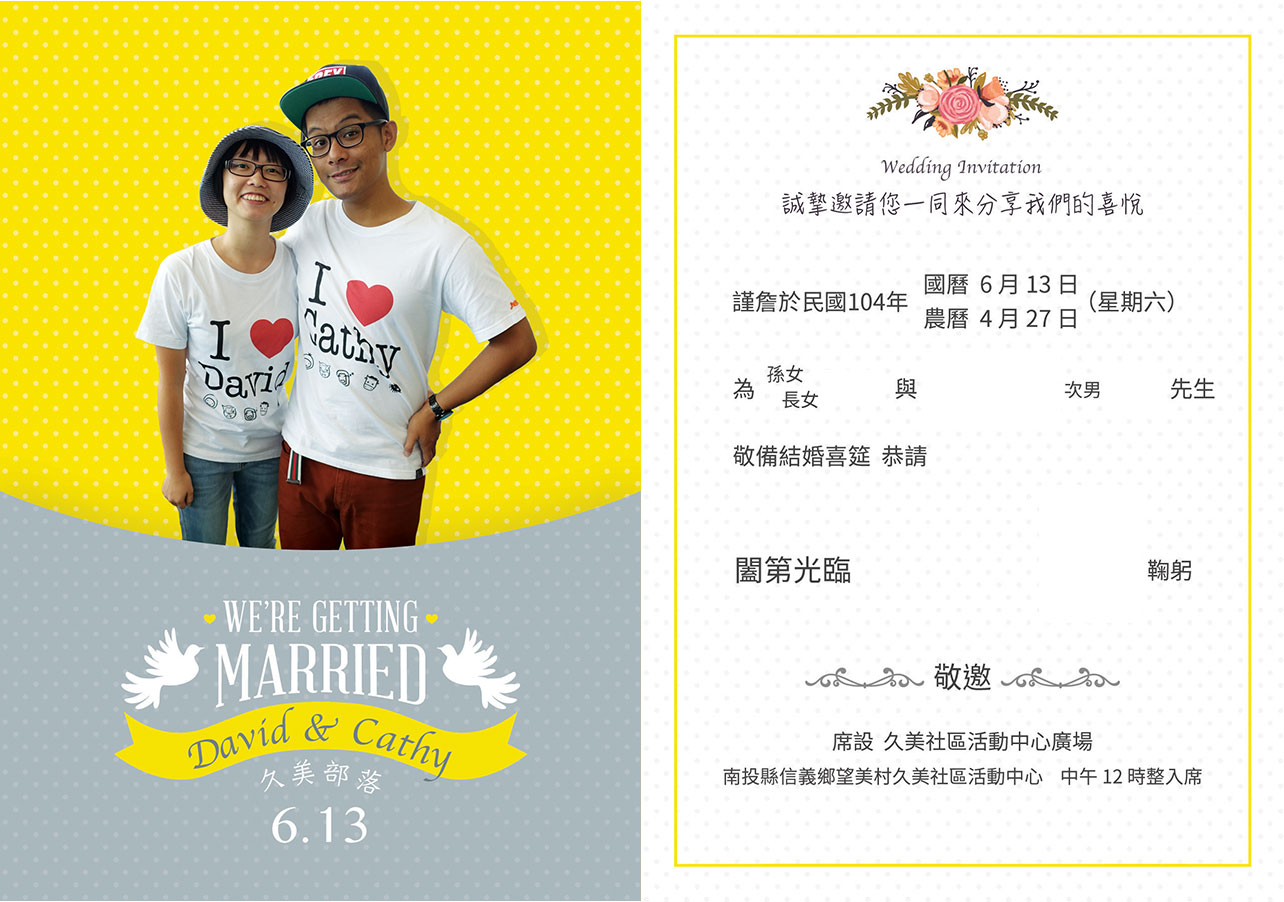 I ❤ Cathy
I ❤ David
WE'RE GETTING
MARRIED
David & Cathy
久美部落
6.13
Wedding Invitation
誠摯邀請您一同來分享我們的喜悅
謹詹於民國104年 國曆 6 月 13 日 (星期六)
農曆 4 月 27 日
為 孫女 與 次男 先生
長女
敬備結婚喜筵 恭請
闔第光臨 鞠躬
敬邀
席設 久美社區活動中心廣場
南投縣信義鄉望美村久美社區活動中心 中午 12 時整入席